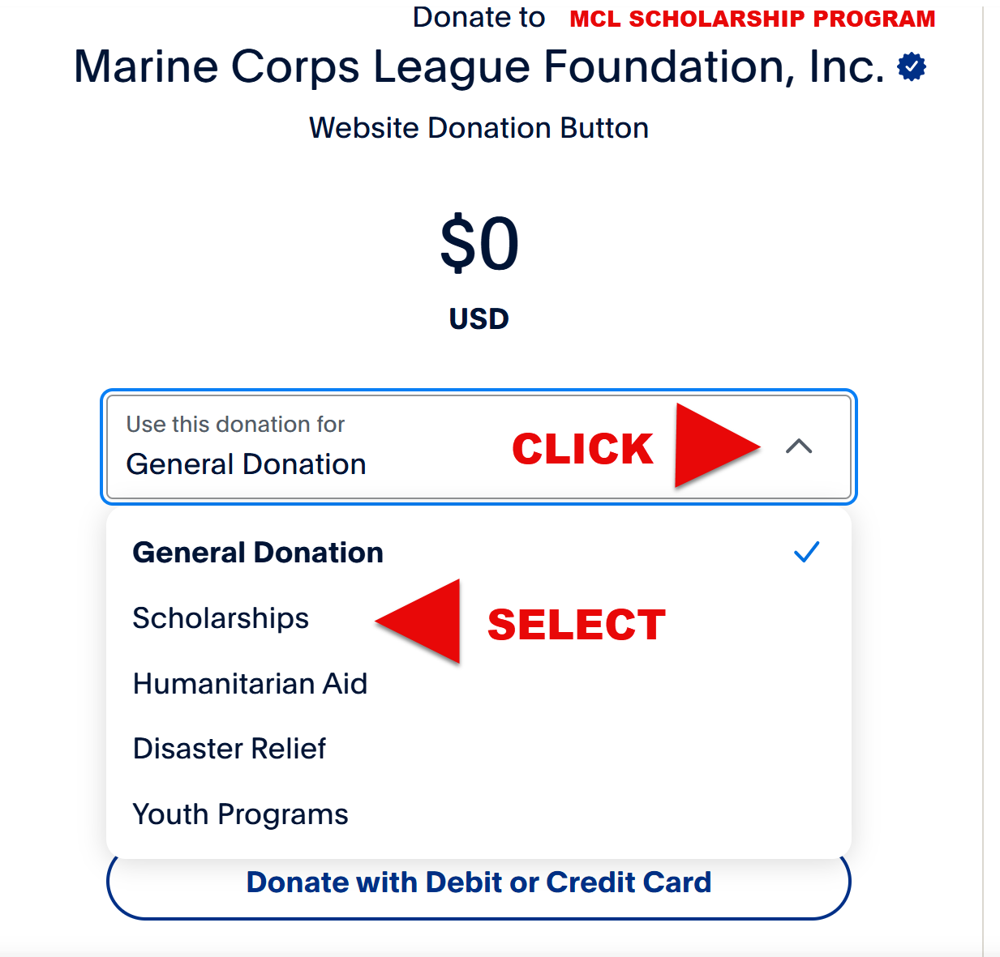 Donate to MCL SCHOLARSHIP PROGRAM
Marine Corps League Foundation, Inc.
Website Donation Button
$0
USD
Use this donation for
General Donation
CLICK
General Donation
Scholarships
SELECT
Humanitarian Aid
Disaster Relief
Youth Programs
Donate with Debit or Credit Card